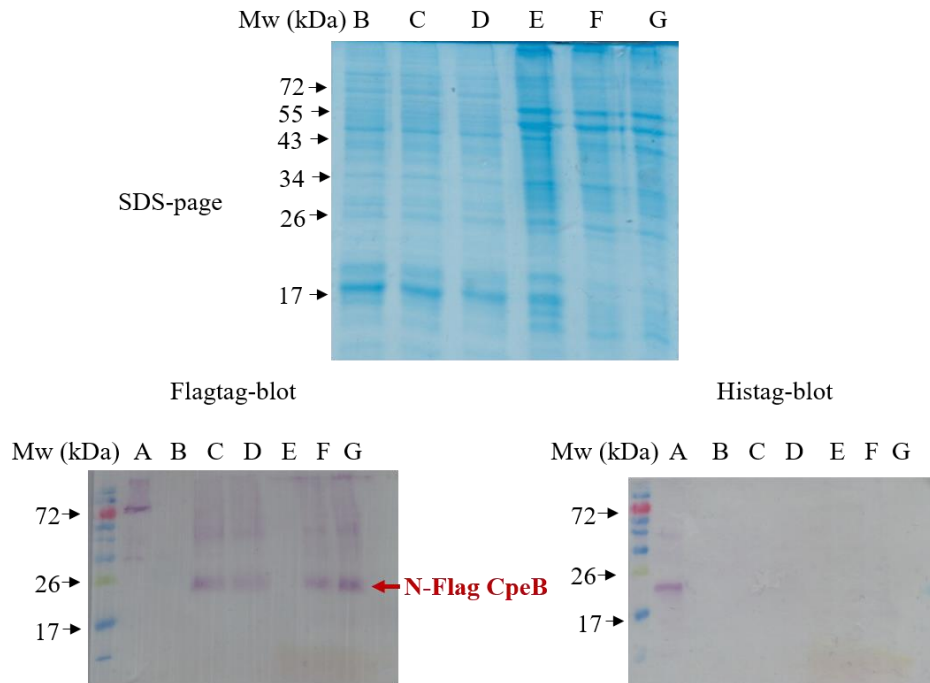 Mw (kDa) B C D E F G
72
55
43
34
26
17
SDS-page
Flagtag-blot
Mw (kDa) A B C D E F G
72
26
17
N-Flag CpeB
Histag-blot
Mw (kDa) A B C D E F G
72
26
17